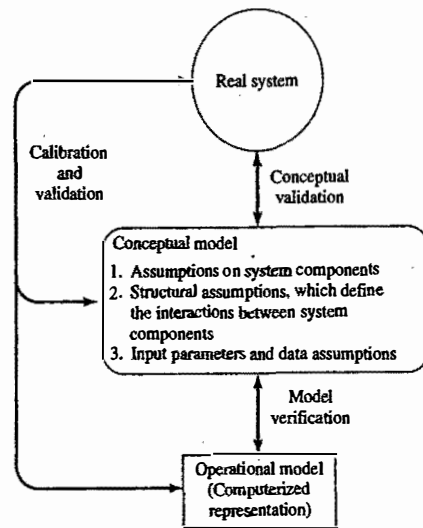 Real system
Calibration
and
validation
Conceptual
validation
Conceptual model
1. Assumptions on system components
2. Structural assumptions, which define
the interactions between system
components
3. Input parameters and data assumptions
Model
verification
Operational model
(Computerized
representation)